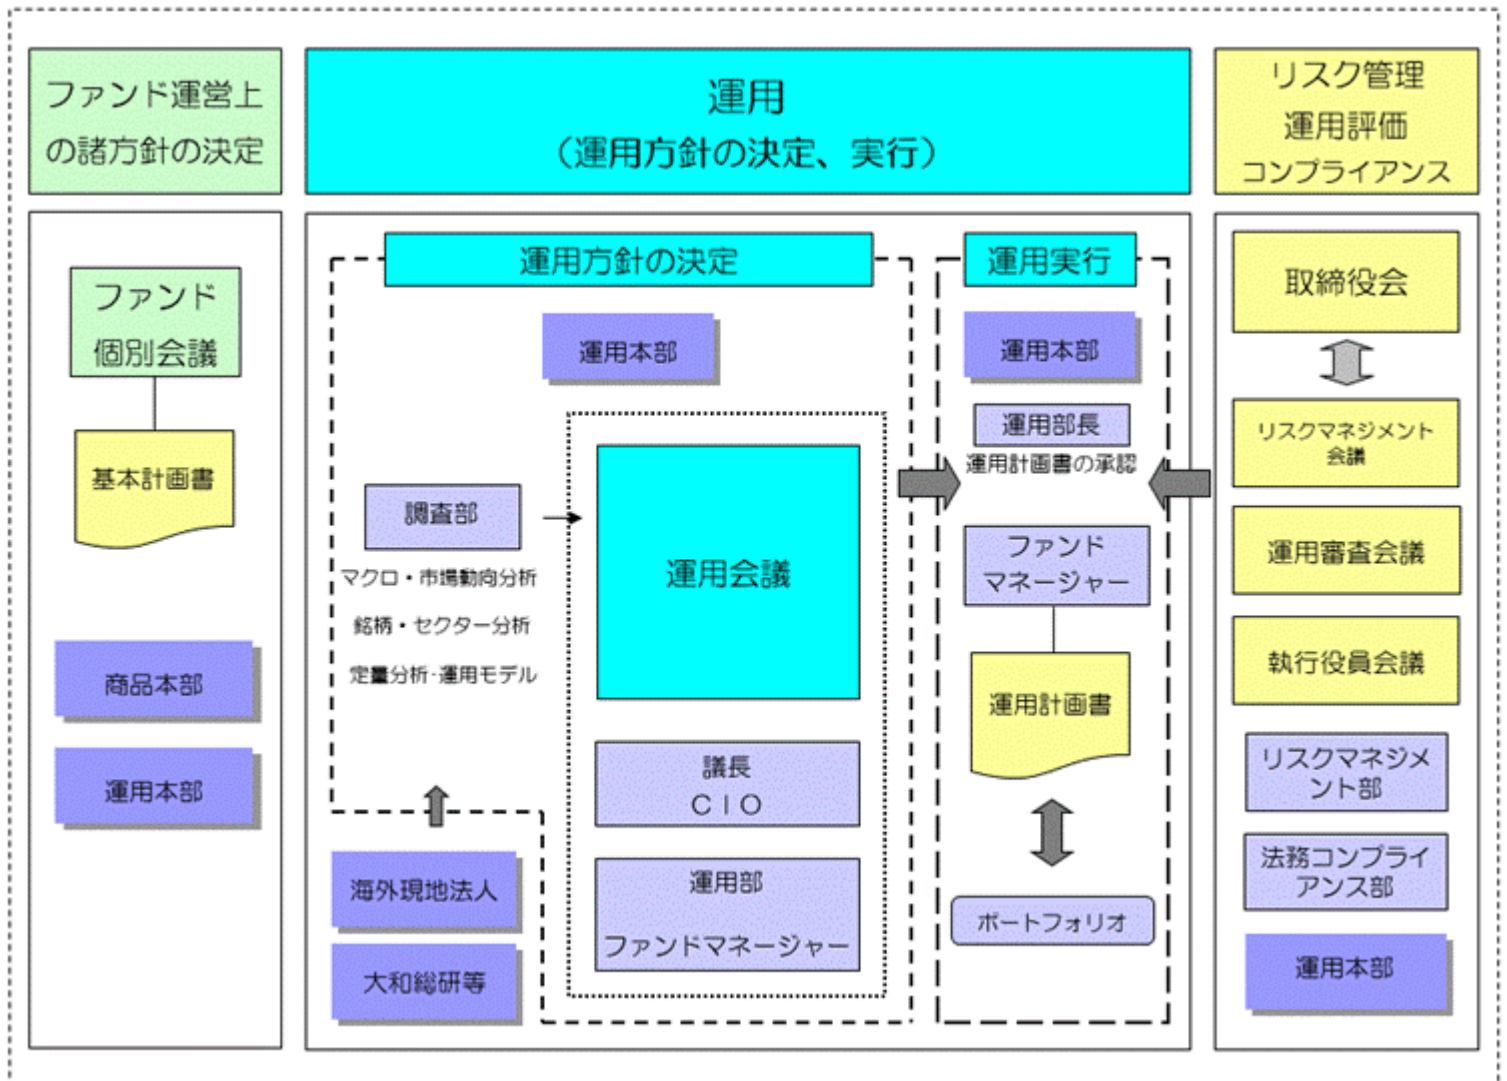 ファンド運営上
の諸方針の決定
運用
（運用方針の決定、実行）
リスク管理
運用評価
コンプライアンス
ファンド
個別会議
基本計画書
商品本部
運用本部
運用方針の決定
運用本部
調査部
マクロ・市場動向分析
銘柄・セクター分析
定量分析・運用モデル
海外現地法人
大和総研等
運用会議
議長
ＣＩＯ
運用部
ファンドマネージャー
運用実行
運用本部
運用部長
運用計画書の承認
ファンド
マネージャー
運用計画書
ポートフォリオ
取締役会
リスクマネジメント
会議
運用審査会議
執行役員会議
リスクマネジメ
ント部
法務コンプライ
アンス部
運用本部